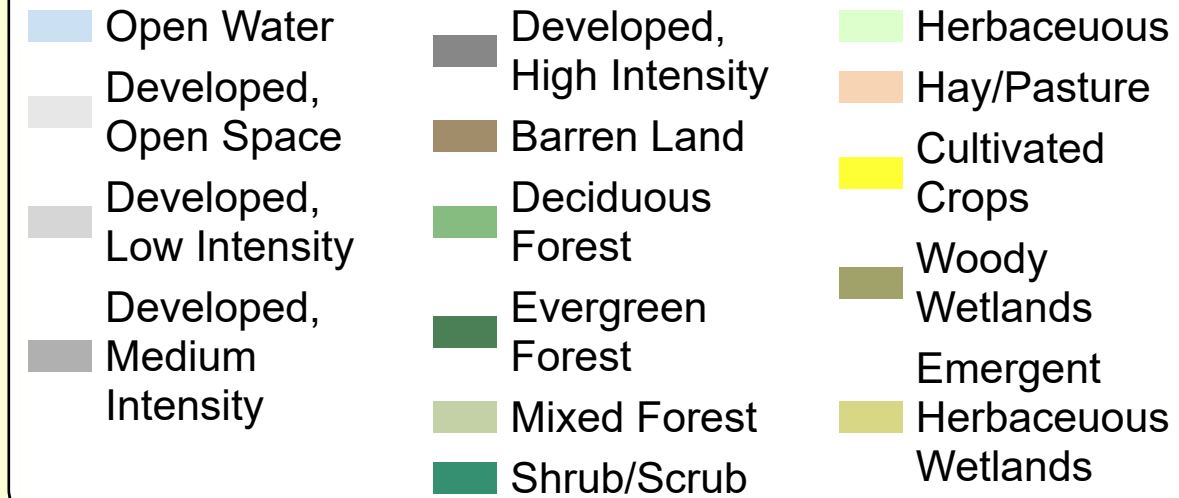 Open Water
Developed,
Open Space
Developed,
Low Intensity
Developed,
Medium
Intensity
Developed,
High Intensity
Barren Land
Deciduous
Forest
Evergreen
Forest
Mixed Forest
Shrub/Scrub
Herbaceuous
Hay/Pasture
Cultivated
Crops
Woody
Wetlands
Emergent
Herbaceuous
Wetlands